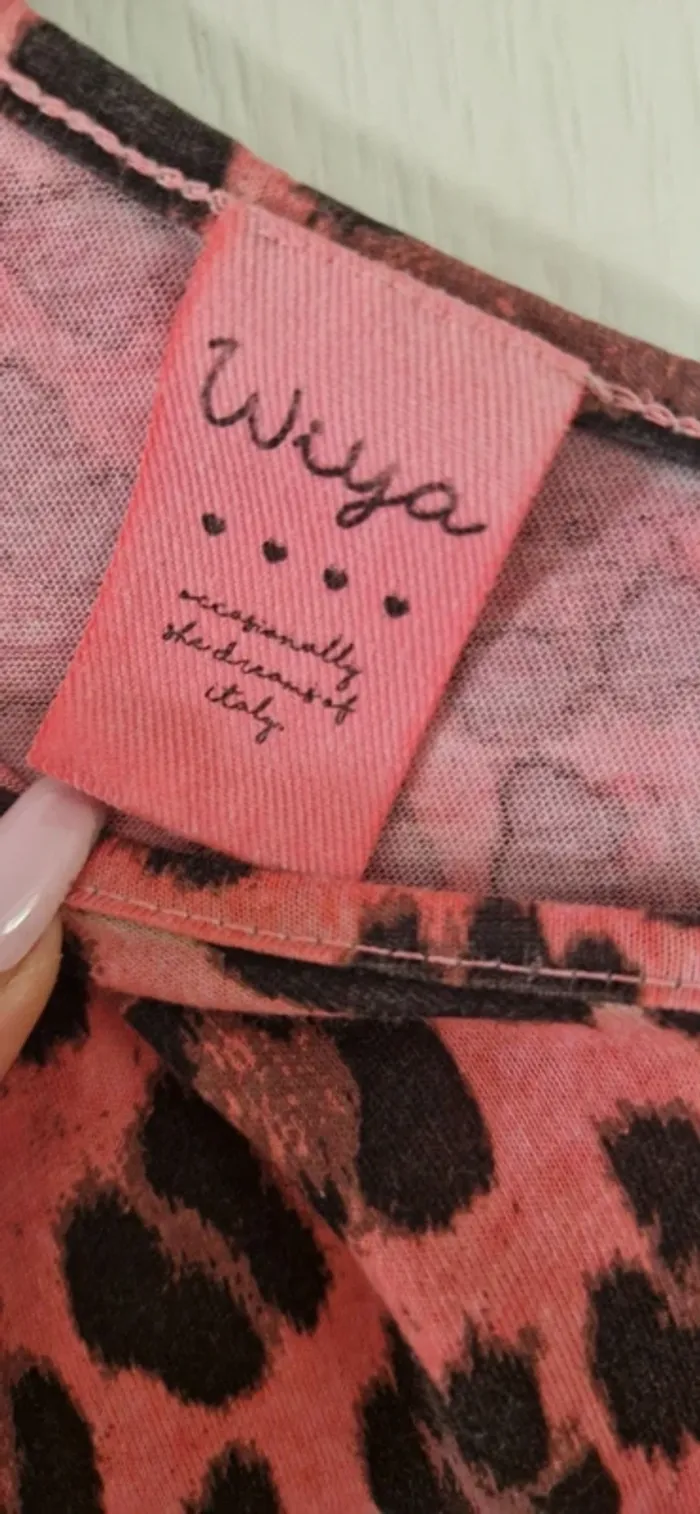 Wiya
♥ ♥ ♥ ♥
occasionally
she dreams of
italy.